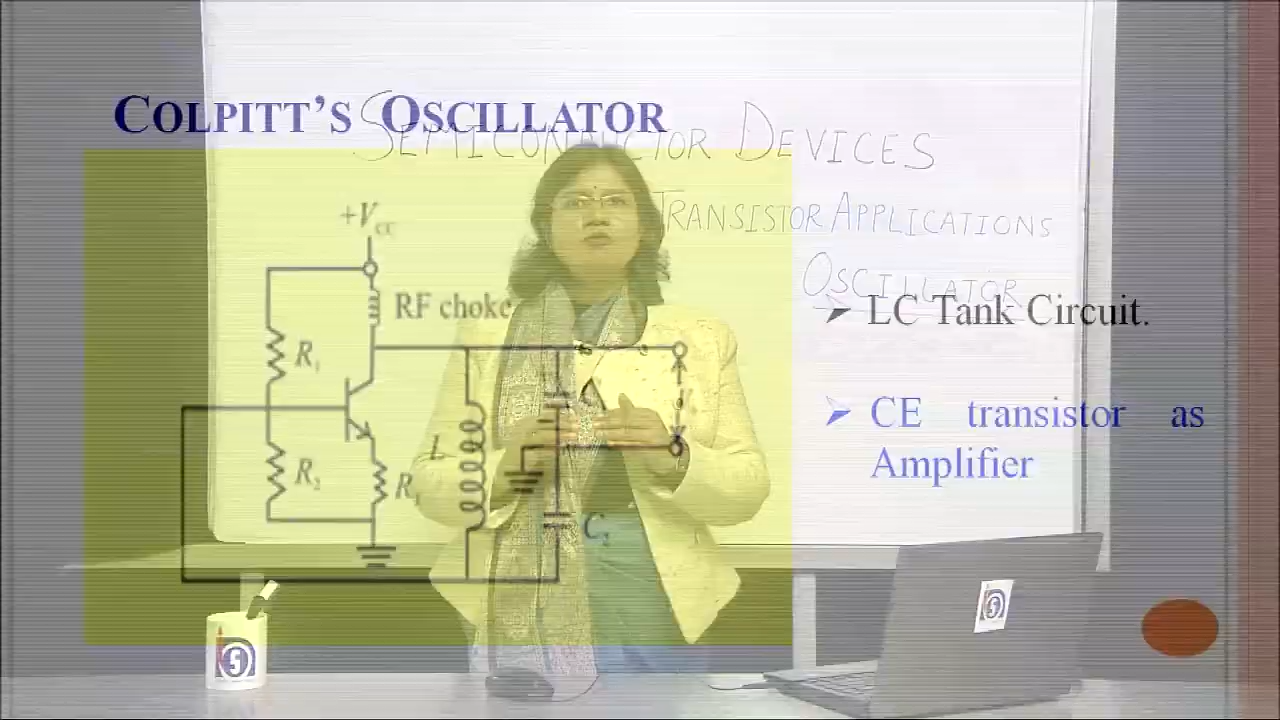 COLPITT'S OSCILLATOR
SEMICONDUCTOR DEVICES
TRANSISTOR APPLICATIONS
OSCILLATOR
+V_CC
RF choke
R₁
➢ LC Tank Circuit.
➢ CE transistor as
Amplifier
L
R₂
C₂